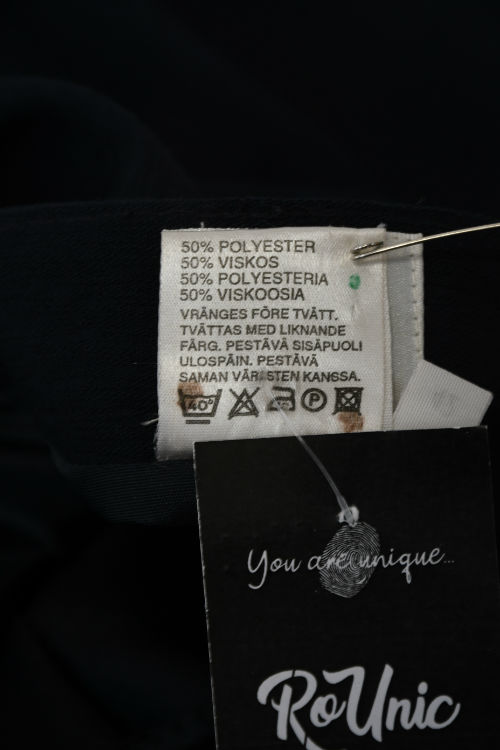 50% POLYESTER
50% VISKOS
50% POLYESTERIA
50% VISKOOSIA
VRÄNGES FÖRE TVÄTT.
TVÄTTAS MED LIKNANDE
FÄRG. PESTÄVÄ SISÄPUOLI
ULOSPÄIN. PESTÄVÄ
SAMAN VÄRISTEN KANSSA.
40° P
You are unique...
RoUnic